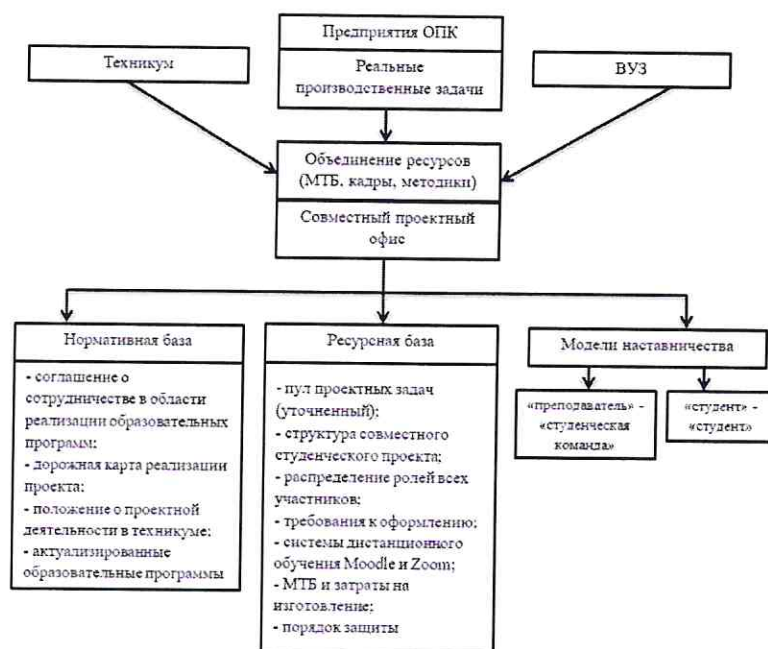 Предприятия ОПК
Реальные
производственные задачи
Техникум
ВУЗ
Объединение ресурсов
(МТБ, кадры, методики)
Совместный проектный
офис
Нормативная база
- соглашение о
сотрудничестве в области
реализации образовательных
программ;
- дорожная карта реализации
проекта;
- положение о проектной
деятельности в техникуме;
- актуализированные
образовательные программы
Ресурсная база
- пул проектных задач
(уточненный);
- структура совместного
студенческого проекта;
- распределение ролей всех
участников;
- требования к оформлению;
- системы дистанционного
обучения Moodle и Zoom;
- МТБ и затраты на
изготовление;
- порядок защиты
Модели наставничества
«преподаватель» -
«студенческая
команда»
«студент» -
«студент»